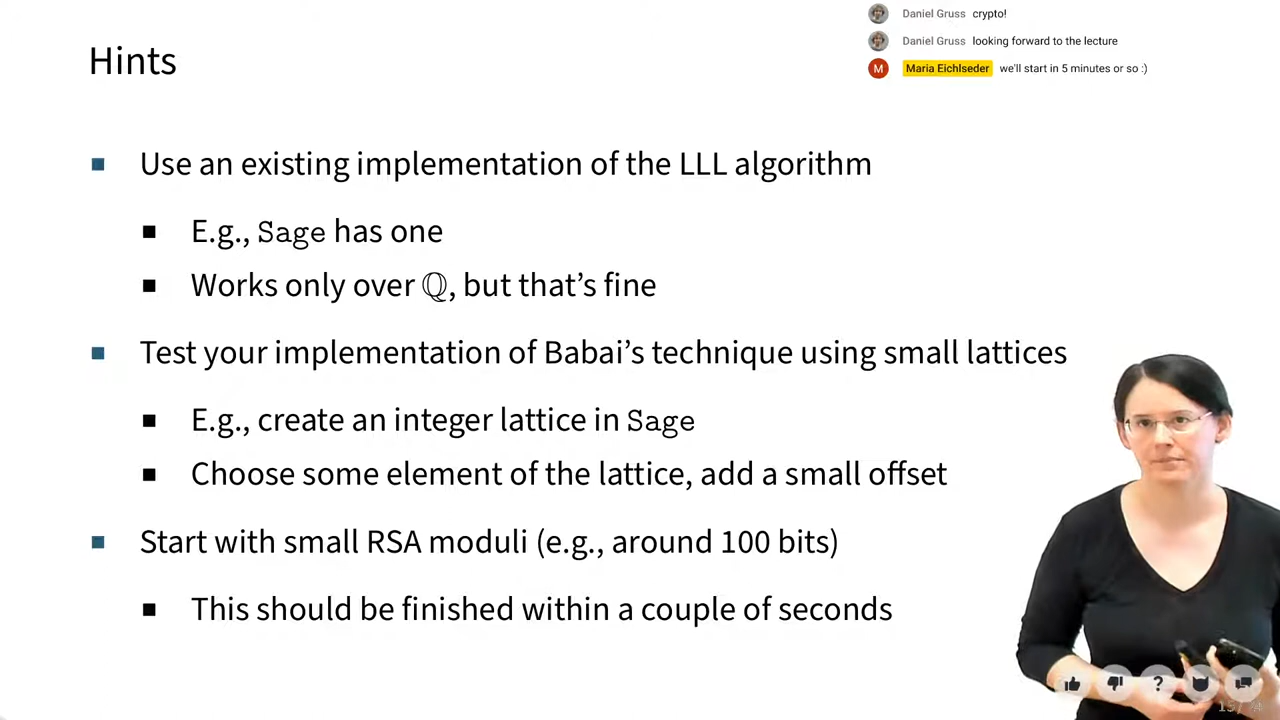 Daniel Gruss crypto!
Daniel Gruss looking forward to the lecture
M Maria Eichlseder we'll start in 5 minutes or so :)
Hints
Use an existing implementation of the LLL algorithm
E.g., Sage has one
Works only over ℚ, but that’s fine
Test your implementation of Babai’s technique using small lattices
E.g., create an integer lattice in Sage
Choose some element of the lattice, add a small offset
Start with small RSA moduli (e.g., around 100 bits)
This should be finished within a couple of seconds
?